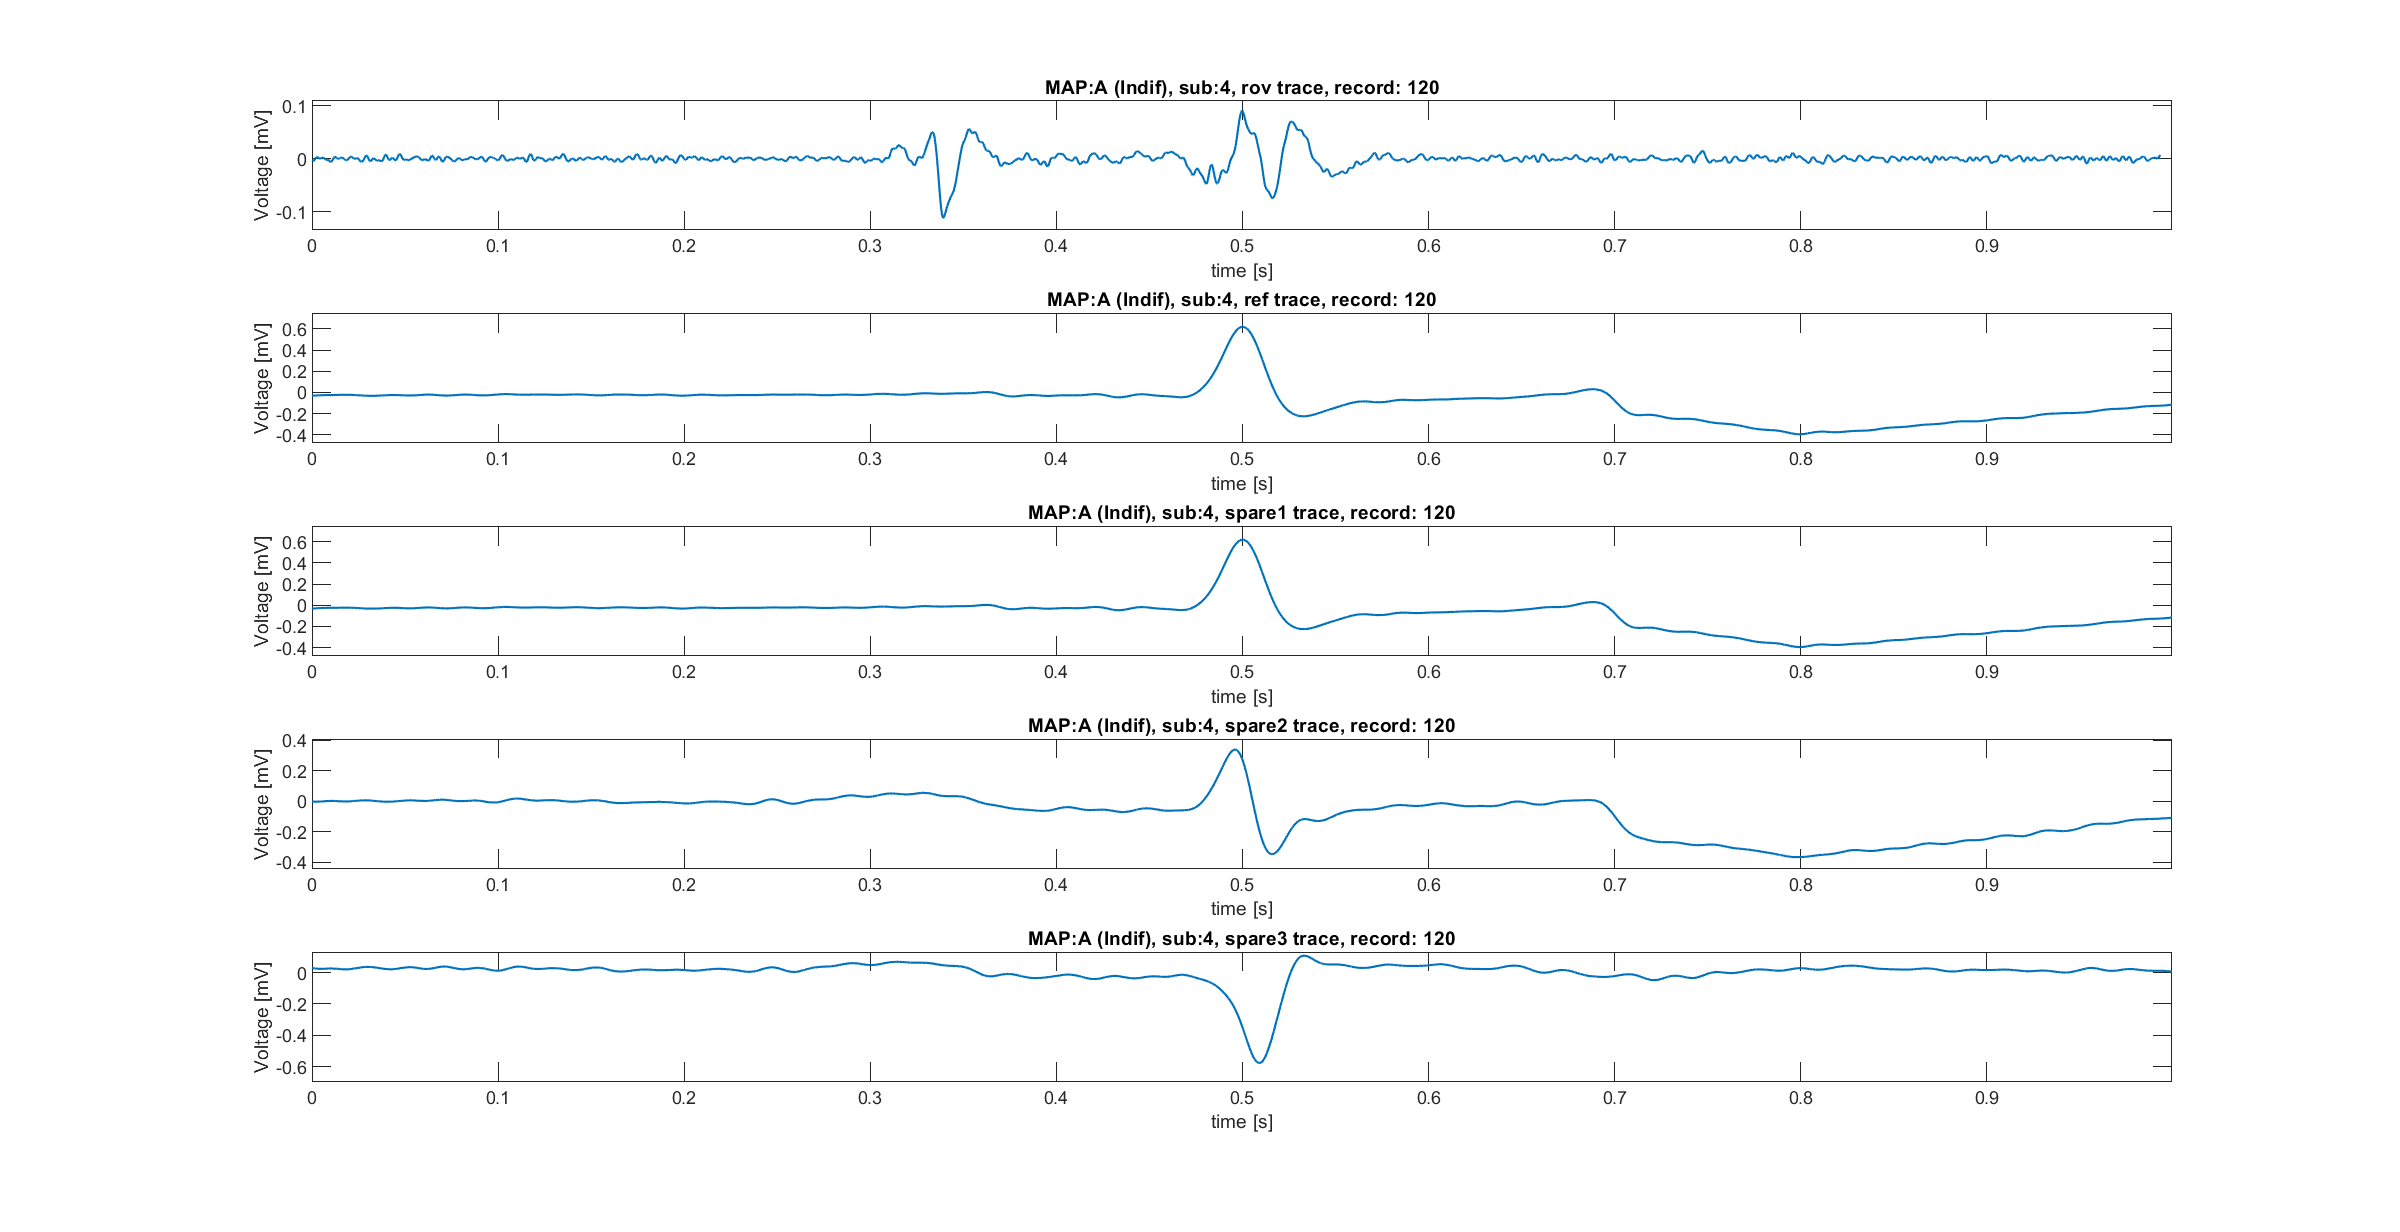 MAP:A (Indif), sub:4, rov trace, record: 120
Voltage [mV]
0.1
0
-0.1
0 0.1 0.2 0.3 0.4 0.5 0.6 0.7 0.8 0.9
time [s]
MAP:A (Indif), sub:4, ref trace, record: 120
Voltage [mV]
0.6
0.4
0.2
0
-0.2
-0.4
0 0.1 0.2 0.3 0.4 0.5 0.6 0.7 0.8 0.9
time [s]
MAP:A (Indif), sub:4, spare1 trace, record: 120
Voltage [mV]
0.6
0.4
0.2
0
-0.2
-0.4
0 0.1 0.2 0.3 0.4 0.5 0.6 0.7 0.8 0.9
time [s]
MAP:A (Indif), sub:4, spare2 trace, record: 120
Voltage [mV]
0.4
0.2
0
-0.2
-0.4
0 0.1 0.2 0.3 0.4 0.5 0.6 0.7 0.8 0.9
time [s]
MAP:A (Indif), sub:4, spare3 trace, record: 120
Voltage [mV]
0
-0.2
-0.4
-0.6
0 0.1 0.2 0.3 0.4 0.5 0.6 0.7 0.8 0.9
time [s]